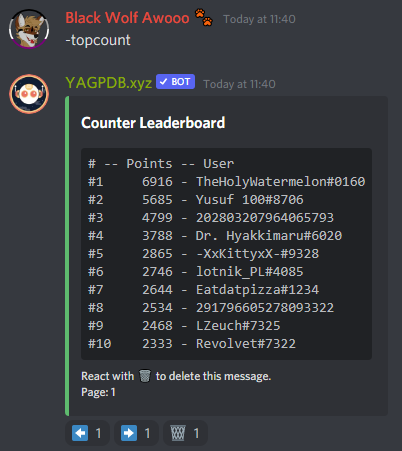 Black Wolf Awooo 🐾 Today at 11:40
-topcount
YAGPDB.xyz ✓ BOT Today at 11:40
Counter Leaderboard
# -- Points -- User
#1 6916 - TheHolyWatermelon#0160
#2 5685 - Yusuf 100#8706
#3 4799 - 202803207964065793
#4 3788 - Dr. Hyakkimaru#6020
#5 2865 - -XxKittyxX-#9328
#6 2746 - lotnik_PL#4085
#7 2644 - Eatdatpizza#1234
#8 2534 - 291796605278093322
#9 2468 - LZeuch#7325
#10 2333 - Revolvet#7322
React with 🗑️ to delete this message.
Page: 1
⬅️ 1 ➡️ 1 🗑️ 1